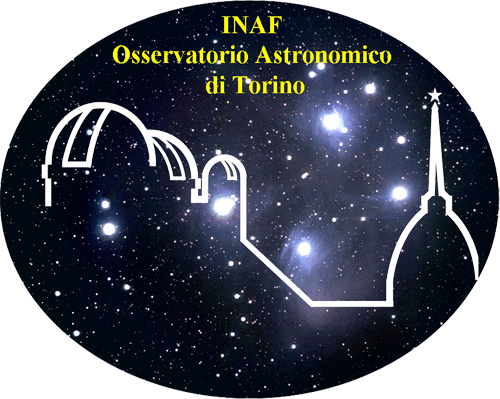 INAF
Osservatorio Astronomico
di Torino